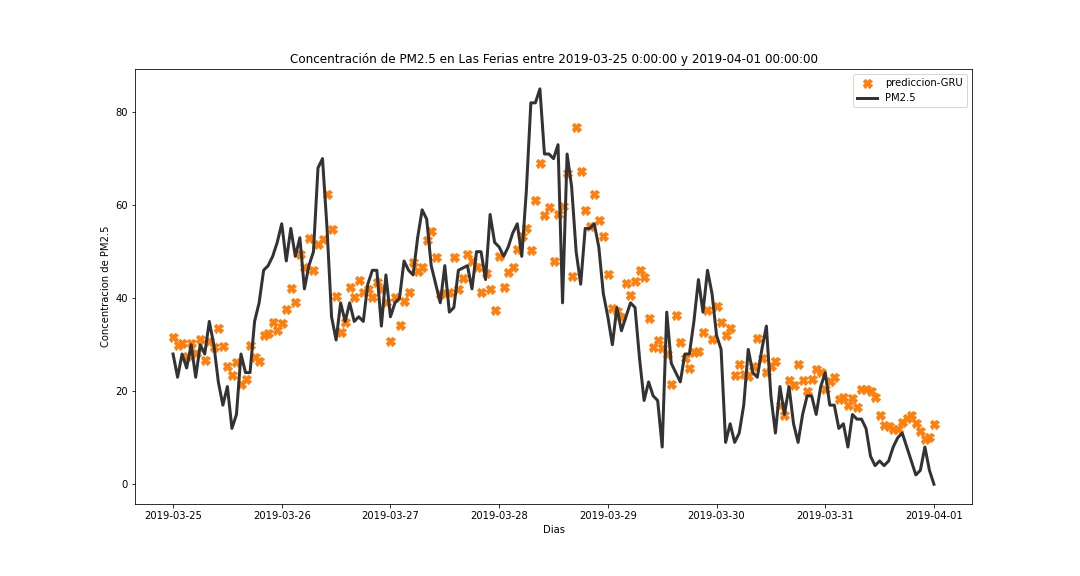 Concentración de PM2.5 en Las Ferias entre 2019-03-25 0:00:00 y 2019-04-01 00:00:00
prediccion-GRU
PM2.5
Concentracion de PM2.5
80
60
40
20
0
2019-03-25 2019-03-26 2019-03-27 2019-03-28 2019-03-29 2019-03-30 2019-03-31 2019-04-01
Dias